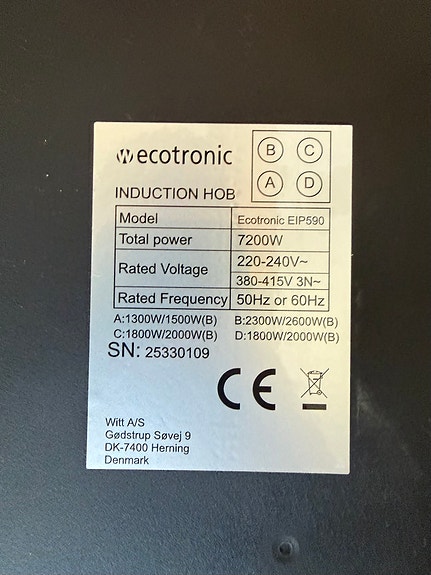 wecotronic
B C
A D
INDUCTION HOB
Model Ecotronic EIP590
Total power 7200W
Rated Voltage 220-240V~
380-415V 3N~
Rated Frequency 50Hz or 60Hz
A:1300W/1500W(B) B:2300W/2600W(B)
C:1800W/2000W(B) D:1800W/2000W(B)
SN: 25330109
CE
Witt A/S
Gødstrup Søvej 9
DK-7400 Herning
Denmark